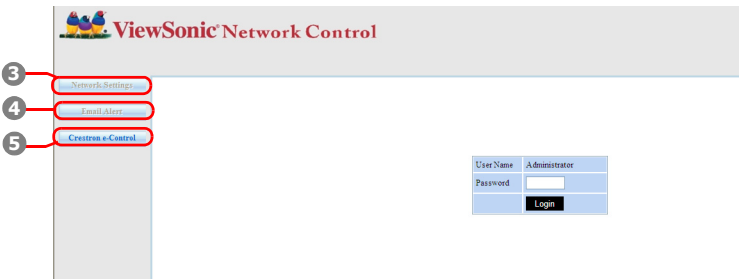 ViewSonic® Network Control
3
Network Settings
4
Email Alert
5
Crestron e-Control
User Name Administrator
Password
Login